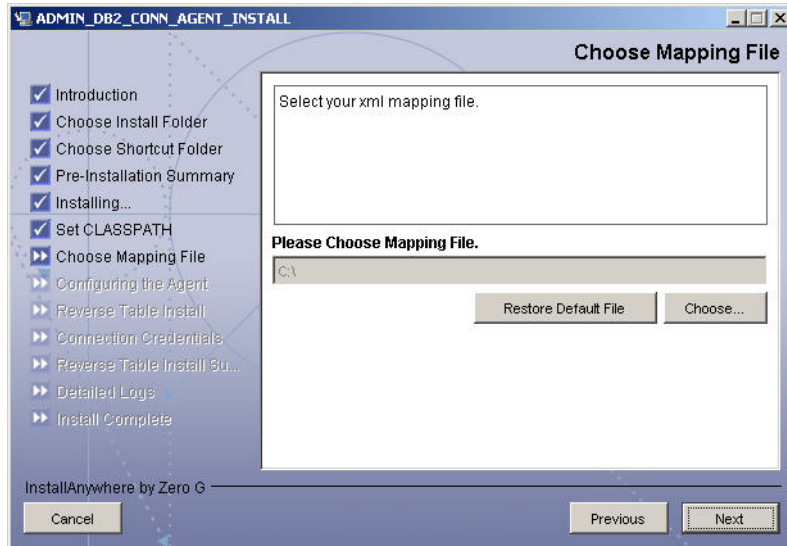 ADMIN_DB2_CONN_AGENT_INSTALL
Choose Mapping File
Introduction
Choose Install Folder
Choose Shortcut Folder
Pre-Installation Summary
Installing...
Set CLASSPATH
Choose Mapping File
Configuring the Agent
Reverse Table Install
Connection Credentials
Reverse Table Install Su...
Detailed Logs
Install Complete
Select your xml mapping file.
Please Choose Mapping File.
C:\
Restore Default File
Choose...
InstallAnywhere by Zero G
Cancel
Previous
Next